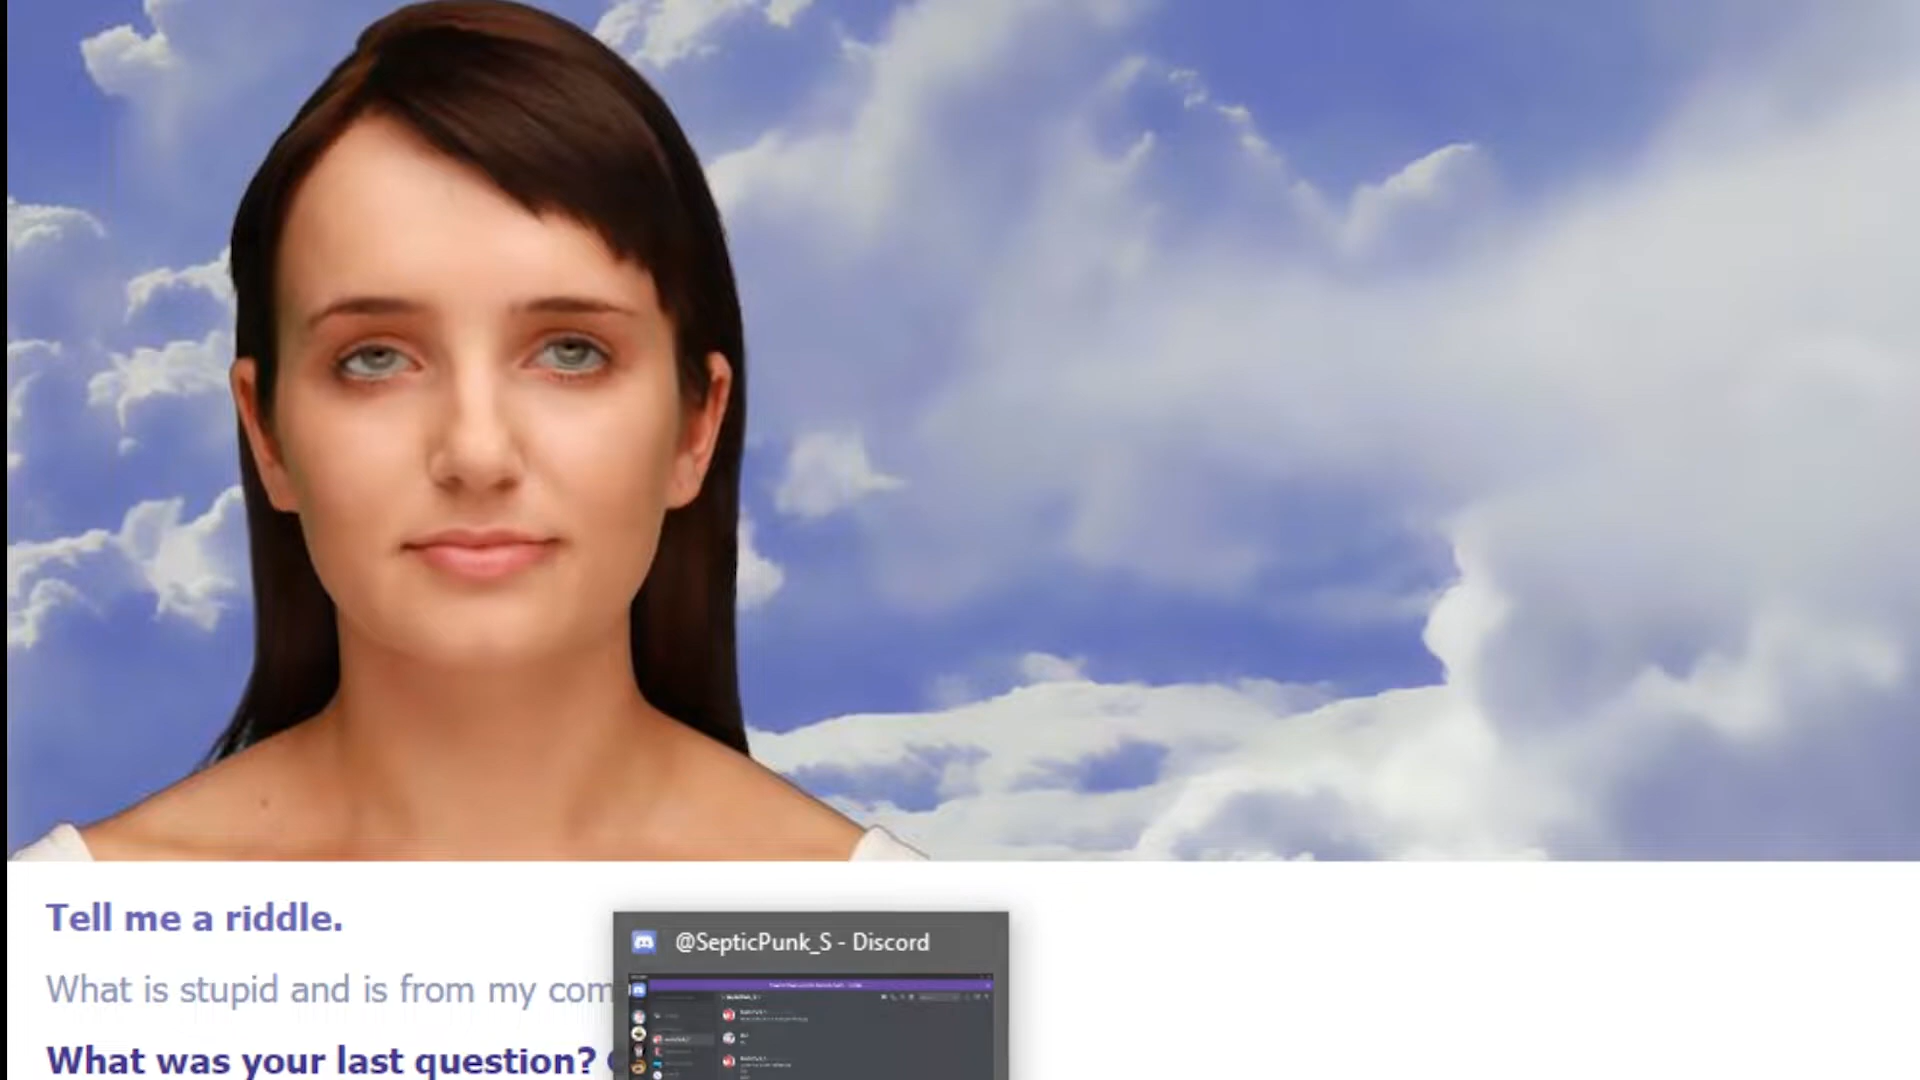 Tell me a riddle.
What is stupid and is from my com
What was your last question?
@SepticPunk_S - Discord